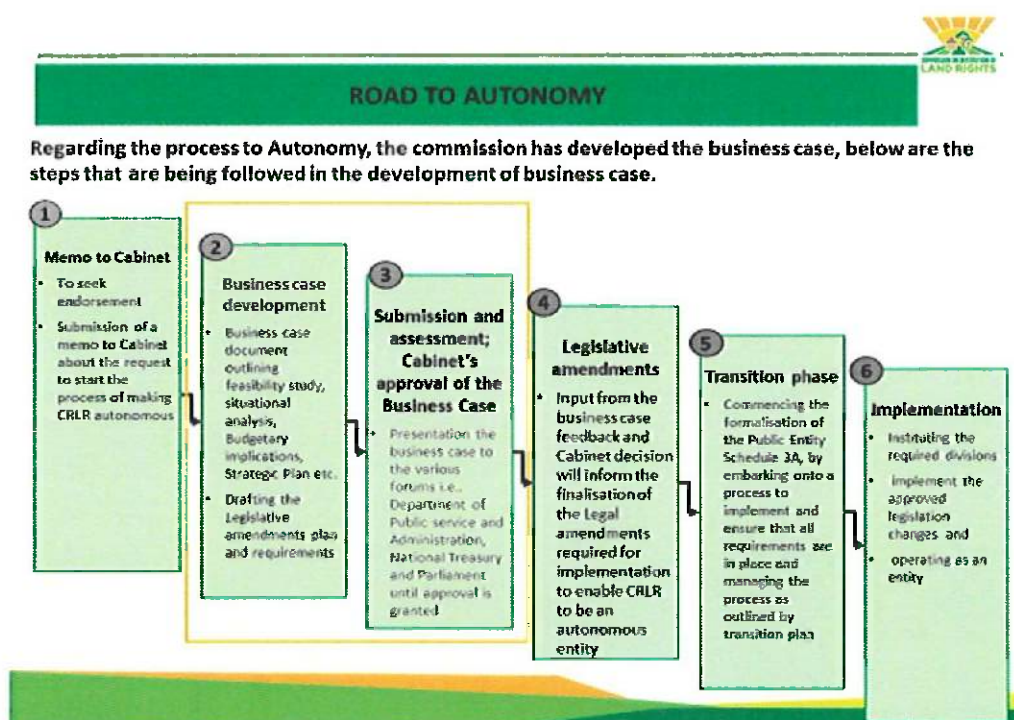 LAND RIGHTS
ROAD TO AUTONOMY
Regarding the process to Autonomy, the commission has developed the business case, below are the
steps that are being followed in the development of business case.
1
Memo to Cabinet
• To seek
endorsement
• Submission of a
memo to Cabinet
about the request
to start the
process of making
CRLR autonomous
2
Business case
development
• Business case
document
outlining
feasibility study,
situational
analysis,
Budgetary
implications,
Strategic Plan etc.
• Drafting the
Legislative
amendments plan
and requirements
3
Submission and
assessment;
Cabinet's
approval of the
Business Case
• Presentation the
business case to
the various
forums i.e..
Department of
Public service and
Administration,
National Treasury
and Parliament
until approval is
granted
4
Legislative
amendments
• Input from the
business case
feedback and
Cabinet decision
will inform the
finalisation of
the Legal
amendments
required for
implementation
to enable CRLR
to be an
autonomous
entity
5
Transition phase
• Commencing the
formalisation of
the Public Entity
Schedule 3A, by
embarking onto a
process to
implement and
ensure that all
requirements are
in place and
managing the
process as
outlined by
transition plan
6
Implementation
• Instituting the
required divisions
• implement the
approved
legislation
changes and
• operating as an
entity